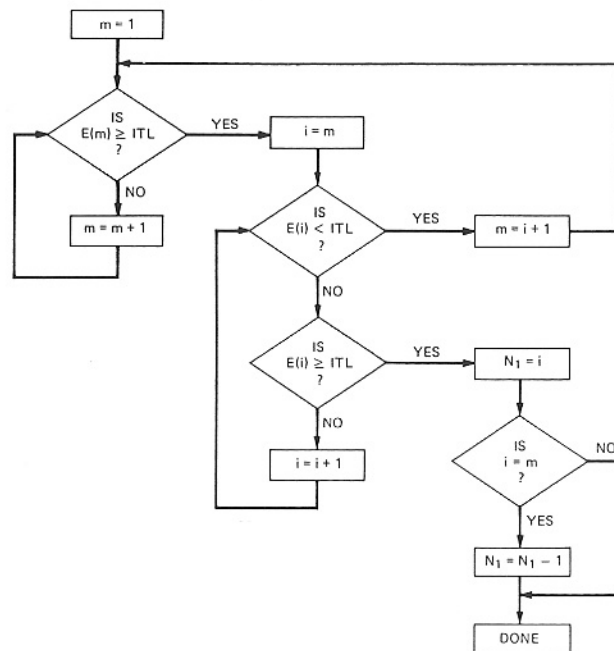 m = 1
IS
E(m) ≥ ITL
?
YES
NO
m = m + 1
i = m
IS
E(i) < ITL
?
YES
m = i + 1
NO
IS
E(i) ≥ ITL
?
YES
N₁ = i
NO
i = i + 1
IS
i = m
?
NO
YES
N₁ = N₁ − 1
DONE